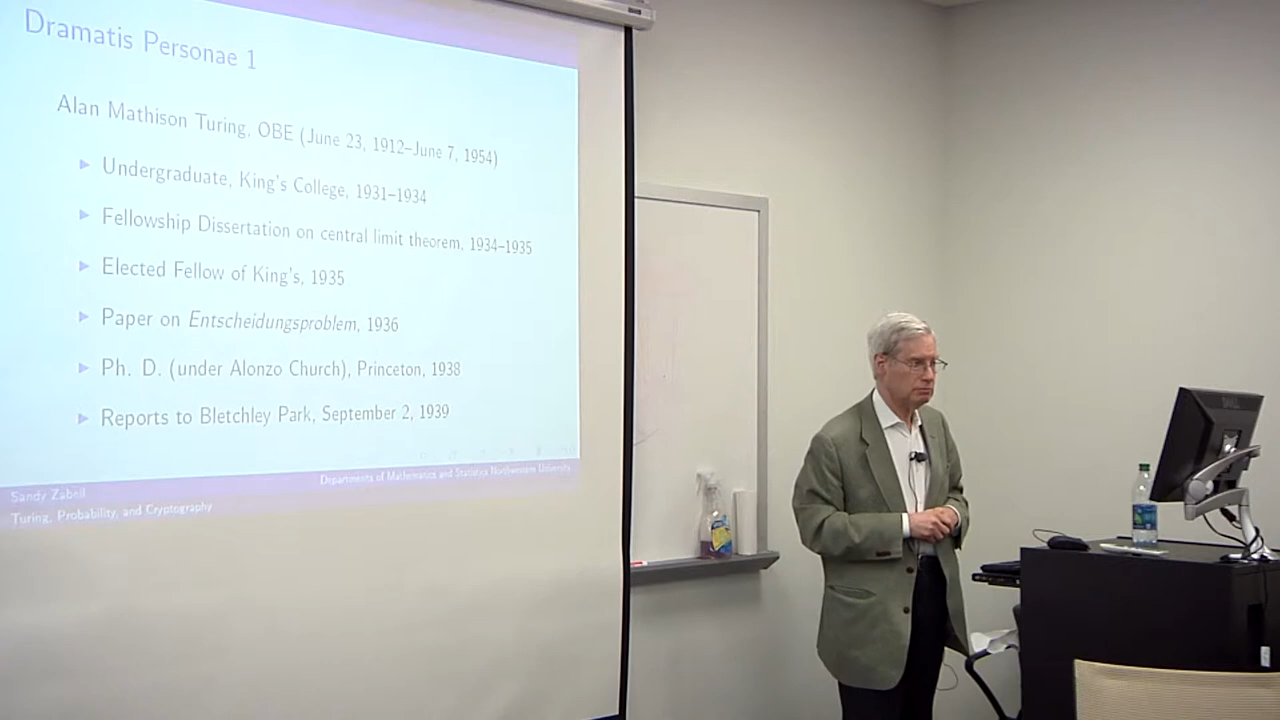 Dramatis Personae 1
Alan Mathison Turing, OBE (June 23, 1912–June 7, 1954)
Undergraduate, King's College, 1931–1934
Fellowship Dissertation on central limit theorem, 1934–1935
Elected Fellow of King's, 1935
Paper on Entscheidungsproblem, 1936
Ph. D. (under Alonzo Church), Princeton, 1938
Reports to Bletchley Park, September 2, 1939
Sandy Zabell
Departments of Mathematics and Statistics Northwestern University
Turing, Probability, and Cryptography
DELL